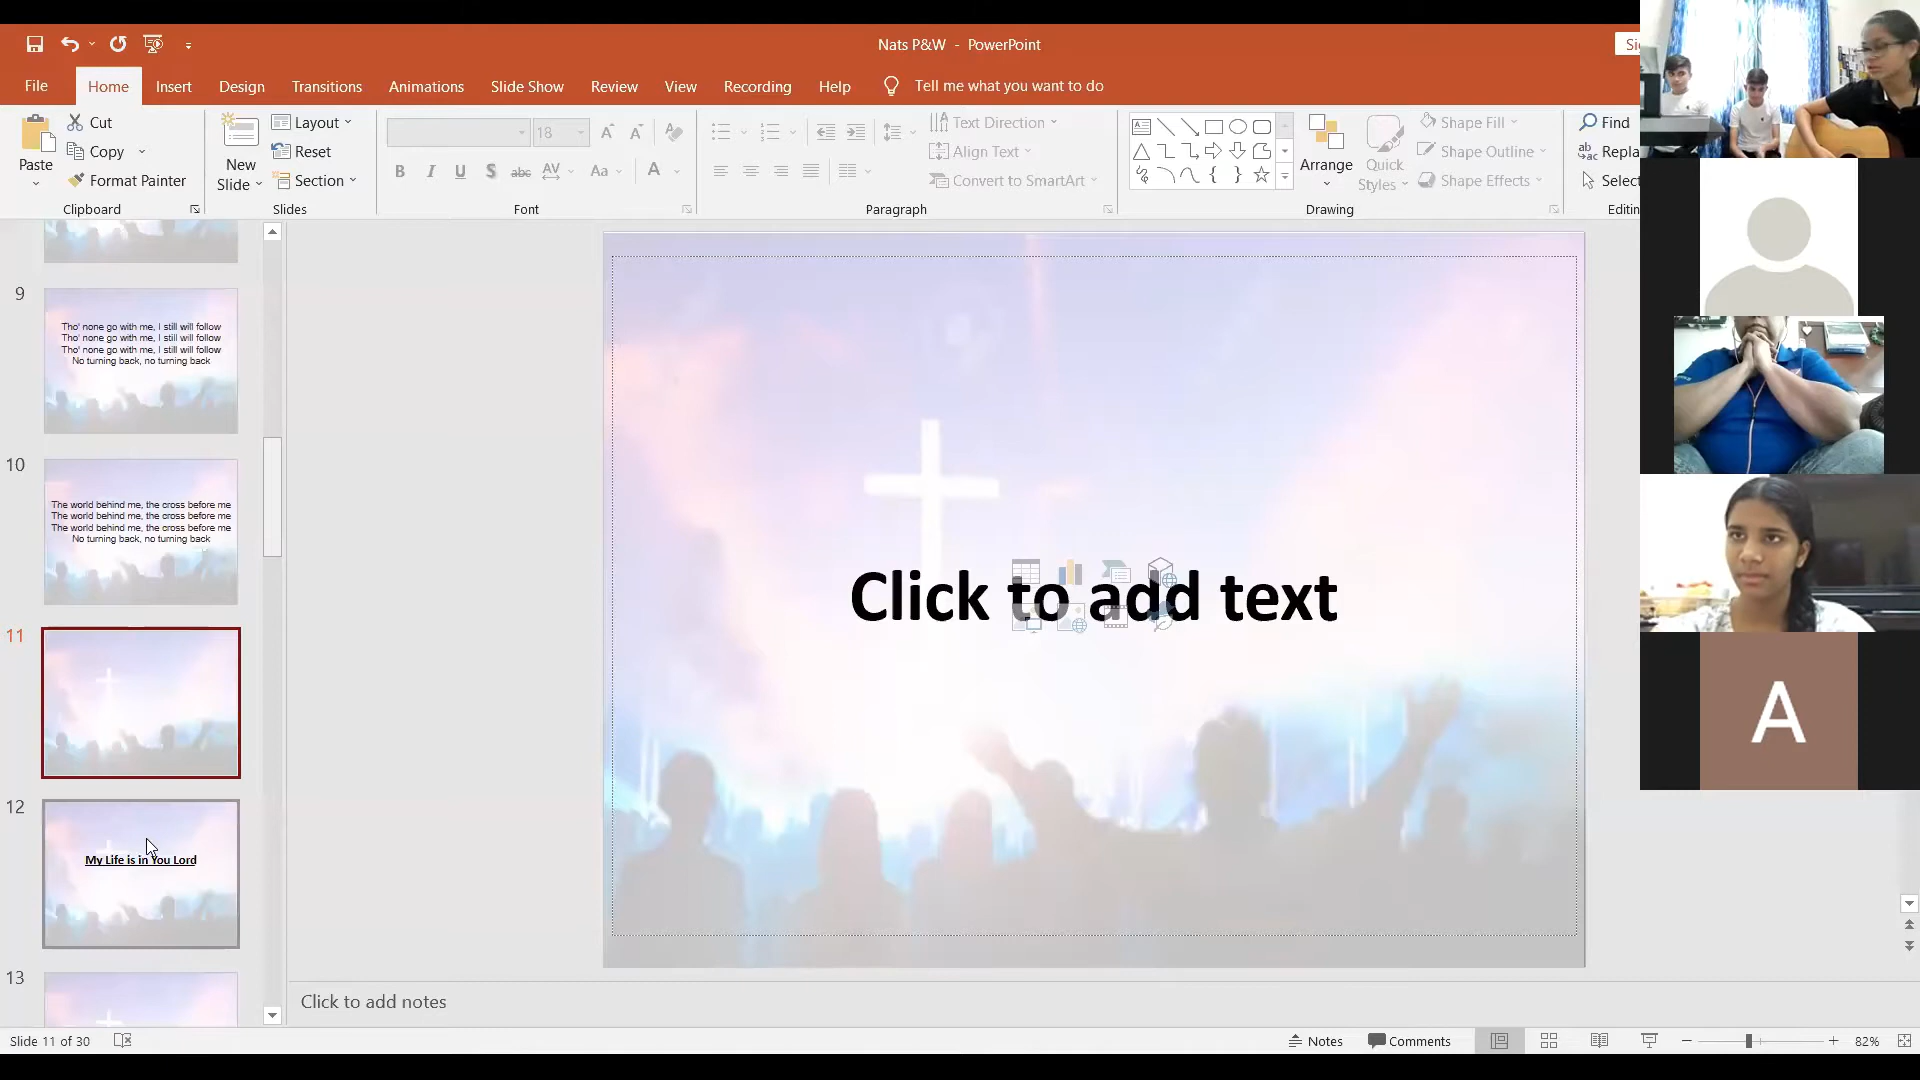 Nats P&W - PowerPoint
File
Home
Insert
Design
Transitions
Animations
Slide Show
Review
View
Recording
Help
Tell me what you want to do
Paste
Cut
Copy
Format Painter
Clipboard
New
Slide
Layout
Reset
Section
Slides
18
B I U S abc AV Aa A
Font
Text Direction
Align Text
Convert to SmartArt
Paragraph
Arrange
Quick
Styles
Shape Fill
Shape Outline
Shape Effects
Drawing
Find
Repla
Select
Editin
9
Tho' none go with me, I still will follow
Tho' none go with me, I still will follow
Tho' none go with me, I still will follow
No turning back, no turning back
10
The world behind me, the cross before me
The world behind me, the cross before me
The world behind me, the cross before me
No turning back, no turning back
11
12
My Life is in You Lord
13
Click to add text
A
Click to add notes
Slide 11 of 30
Notes
Comments
82%